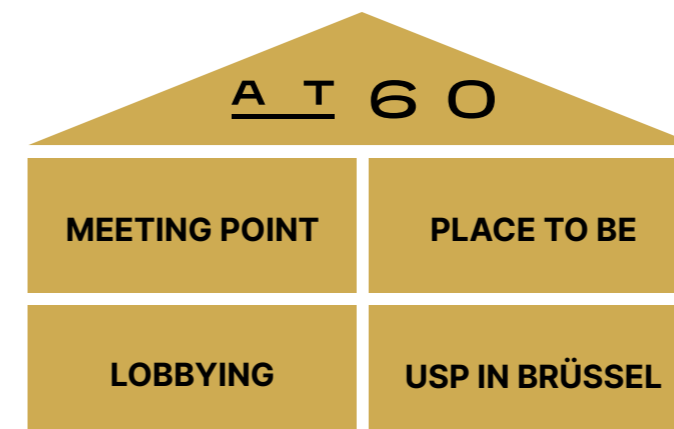 AT 60
MEETING POINT
PLACE TO BE
LOBBYING
USP IN BRÜSSEL